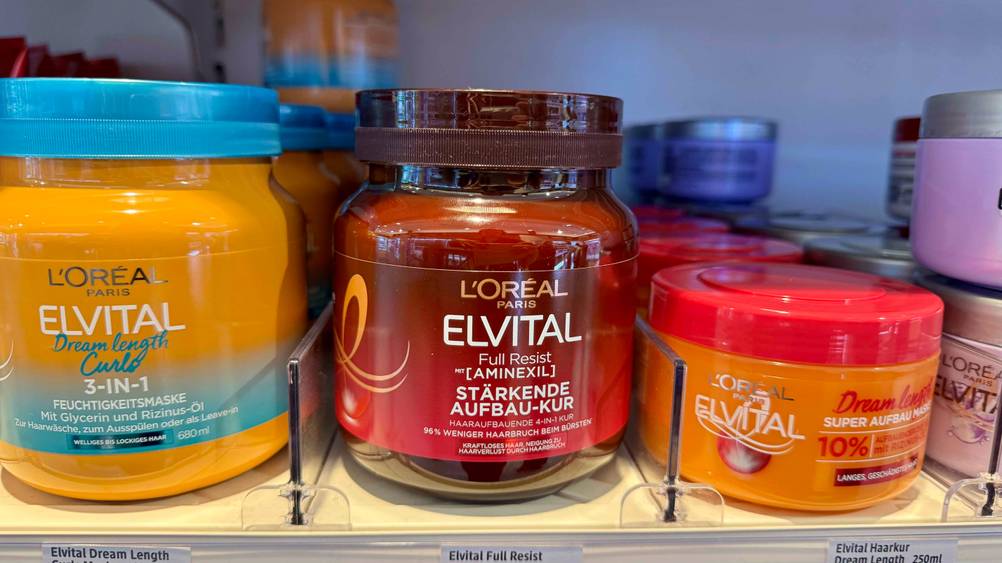 L'ORÉAL
PARIS
ELVITAL
Dream length
Curls
3-IN-1
FEUCHTIGKEITSMASKE
Mit Glycerin und Rizinus-Öl
Zur Haarwäsche, zum Ausspülen oder als Leave-in
WELLIGES BIS LOCKIGES HAAR
680 ml
L'ORÉAL
PARIS
ELVITAL
Full Resist
MIT [AMINEXIL]
STÄRKENDE
AUFBAU-KUR
HAARAUFBAUENDE 4-IN-1 KUR
96% WENIGER HAARBRUCH BEIM BÜRSTEN
KRAFTLOSES HAAR, NEIGUNG ZU
HAARVERLUST DURCH HAARBRUCH
L'ORÉAL
PARIS
ELVITAL
Dream length
SUPER AUFBAU
10%
LANGES,
L'ORÉAL
PARIS
ELVITAL
Elvital Dream Length
Elvital Full Resist
Elvital Haarkur
Dream Length 250ml